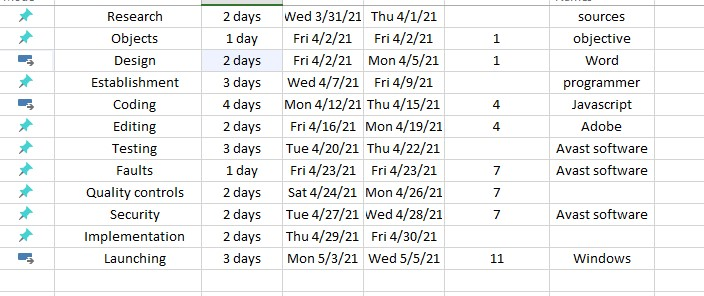 Research 2 days Wed 3/31/21 Thu 4/1/21 sources
Objects 1 day Fri 4/2/21 Fri 4/2/21 1 objective
Design 2 days Fri 4/2/21 Mon 4/5/21 1 Word
Establishment 3 days Wed 4/7/21 Fri 4/9/21 programmer
Coding 4 days Mon 4/12/21 Thu 4/15/21 4 Javascript
Editing 2 days Fri 4/16/21 Mon 4/19/21 4 Adobe
Testing 3 days Tue 4/20/21 Thu 4/22/21 Avast software
Faults 1 day Fri 4/23/21 Fri 4/23/21 7 Avast software
Quality controls 2 days Sat 4/24/21 Mon 4/26/21 7
Security 2 days Tue 4/27/21 Wed 4/28/21 7 Avast software
Implementation 2 days Thu 4/29/21 Fri 4/30/21
Launching 3 days Mon 5/3/21 Wed 5/5/21 11 Windows